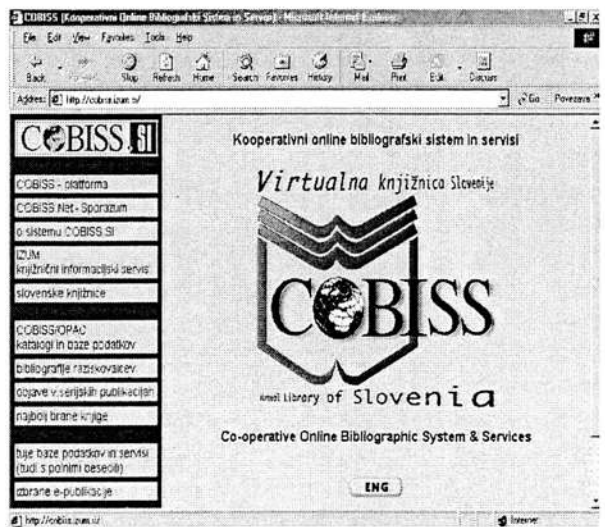 COBISS (Kooperativni Online Bibliografski Sistem in Servisi) - Microsoft Internet Explorer
File Edit View Favorites Tools Help
Back Forward Stop Refresh Home Search Favorites History Mail Print Edit Discuss
Address http://cobiss.izum.si/ Go Povezave »
COBISS.SI
Kooperativni online bibliografski sistem in servisi
Virtualna knjižnica Slovenije
COBISS
Library of Slovenia
Co-operative Online Bibliographic System & Services
ENG
COBISS - platforma
COBISS.Net - Sporazum
o sistemu COBISS.SI
IZUM
knjižnični informacijski servis
slovenske knjižnice
COBISS/OPAC
katalogi in baze podatkov
bibliografije raziskovalcev
objave v serijskih publikacijah
najbolj brane knjige
tuje baze podatkov in servisi
(tudi s polnimi besedili)
izbrane e-publikacije
http://cobiss.izum.si/ Internet